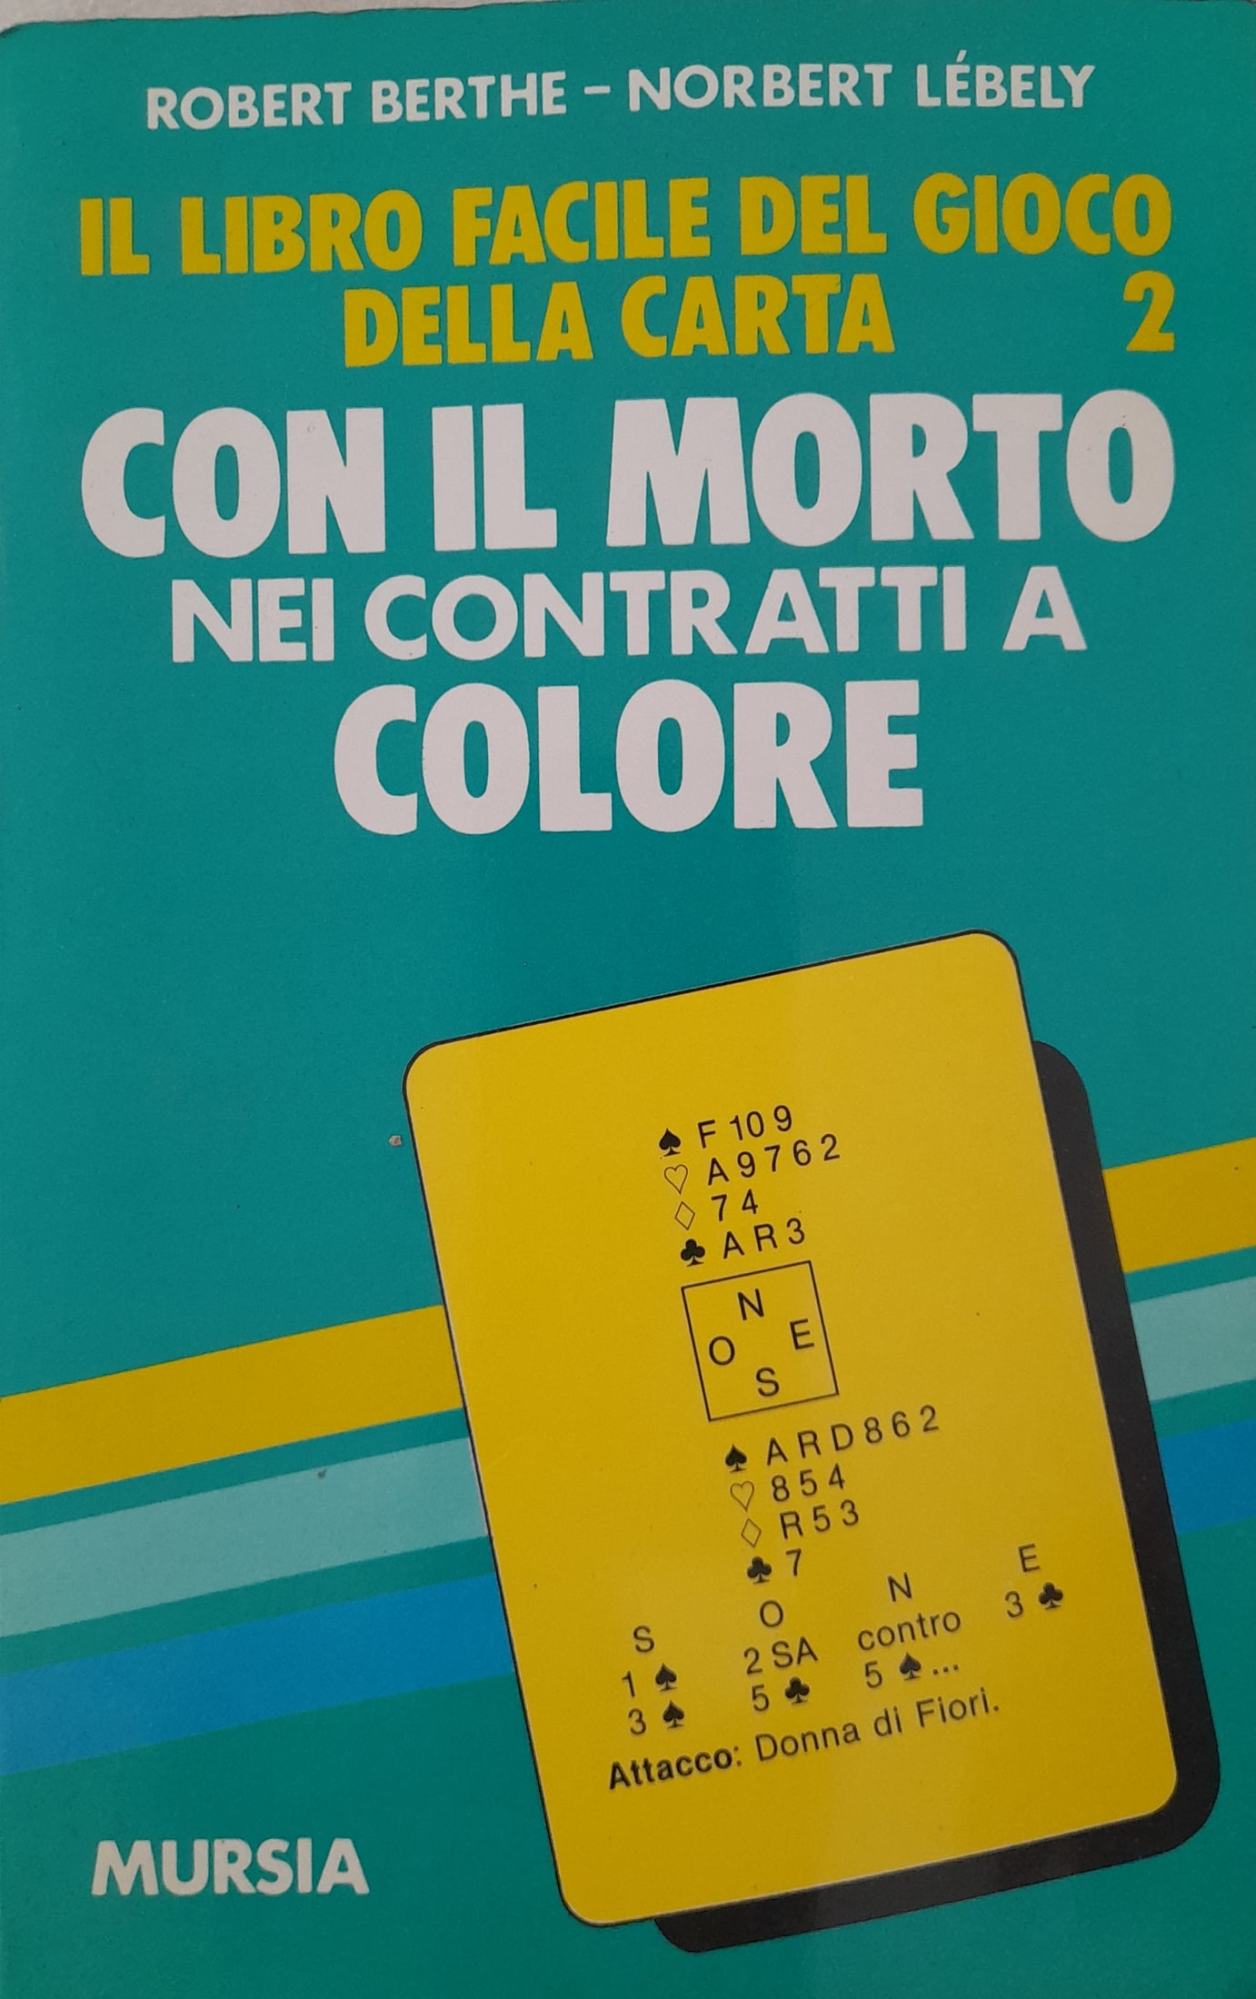 ROBERT BERTHE – NORBERT LÉBELY
IL LIBRO FACILE DEL GIOCO
DELLA CARTA 2
CON IL MORTO
NEI CONTRATTI A
COLORE
♠ F 10 9
♡ A 9 7 6 2
♢ 7 4
♣ A R 3
N
O E
S
♠ A R D 8 6 2
♡ 8 5 4
♢ R 5 3
♣ 7
S O N E
1 ♠ 2 SA contro 3 ♣
3 ♠ 5 ♣ 5 ♠ ...
Attacco: Donna di Fiori.
MURSIA